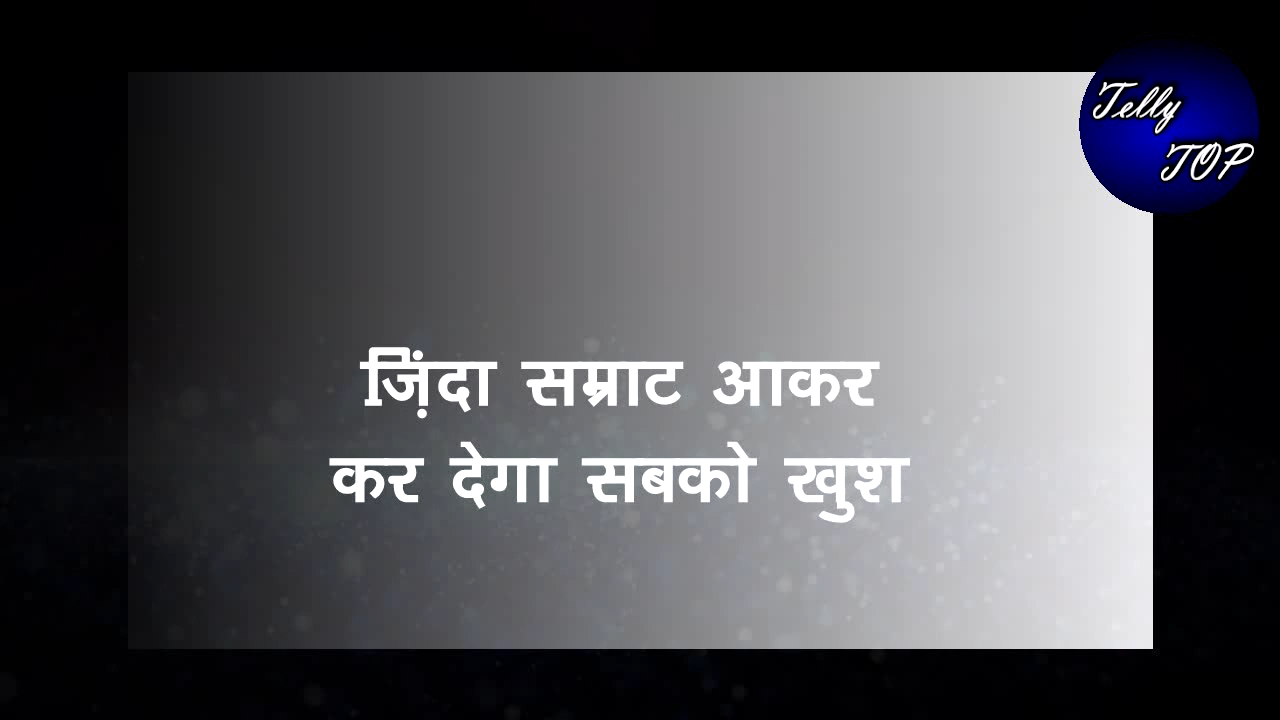 Telly
TOP
ज़िंदा सम्राट आकर
कर देगा सबको खुश